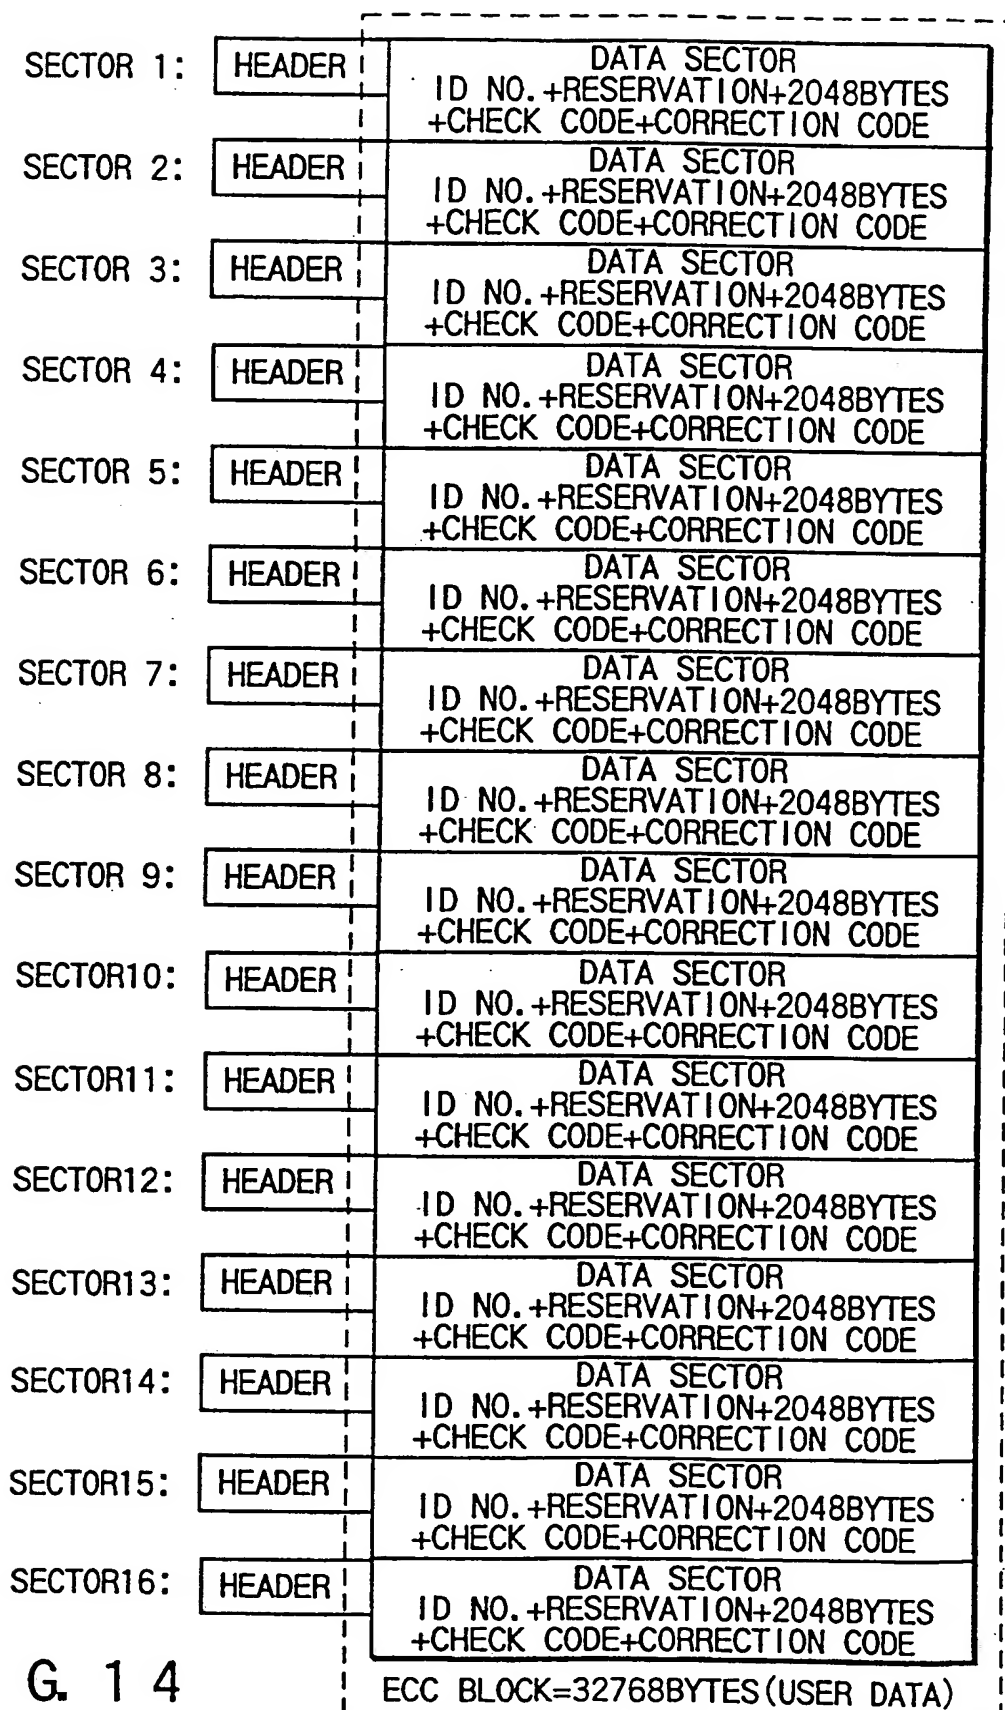 SECTOR 1: HEADER DATA SECTOR
ID NO.+RESERVATION+2048BYTES
+CHECK CODE+CORRECTION CODE
SECTOR 2: HEADER DATA SECTOR
ID NO.+RESERVATION+2048BYTES
+CHECK CODE+CORRECTION CODE
SECTOR 3: HEADER DATA SECTOR
ID NO.+RESERVATION+2048BYTES
+CHECK CODE+CORRECTION CODE
SECTOR 4: HEADER DATA SECTOR
ID NO.+RESERVATION+2048BYTES
+CHECK CODE+CORRECTION CODE
SECTOR 5: HEADER DATA SECTOR
ID NO.+RESERVATION+2048BYTES
+CHECK CODE+CORRECTION CODE
SECTOR 6: HEADER DATA SECTOR
ID NO.+RESERVATION+2048BYTES
+CHECK CODE+CORRECTION CODE
SECTOR 7: HEADER DATA SECTOR
ID NO.+RESERVATION+2048BYTES
+CHECK CODE+CORRECTION CODE
SECTOR 8: HEADER DATA SECTOR
ID NO.+RESERVATION+2048BYTES
+CHECK CODE+CORRECTION CODE
SECTOR 9: HEADER DATA SECTOR
ID NO.+RESERVATION+2048BYTES
+CHECK CODE+CORRECTION CODE
SECTOR10: HEADER DATA SECTOR
ID NO.+RESERVATION+2048BYTES
+CHECK CODE+CORRECTION CODE
SECTOR11: HEADER DATA SECTOR
ID NO.+RESERVATION+2048BYTES
+CHECK CODE+CORRECTION CODE
SECTOR12: HEADER DATA SECTOR
ID NO.+RESERVATION+2048BYTES
+CHECK CODE+CORRECTION CODE
SECTOR13: HEADER DATA SECTOR
ID NO.+RESERVATION+2048BYTES
+CHECK CODE+CORRECTION CODE
SECTOR14: HEADER DATA SECTOR
ID NO.+RESERVATION+2048BYTES
+CHECK CODE+CORRECTION CODE
SECTOR15: HEADER DATA SECTOR
ID NO.+RESERVATION+2048BYTES
+CHECK CODE+CORRECTION CODE
SECTOR16: HEADER DATA SECTOR
ID NO.+RESERVATION+2048BYTES
+CHECK CODE+CORRECTION CODE
G. 14 ECC BLOCK=32768BYTES(USER DATA)